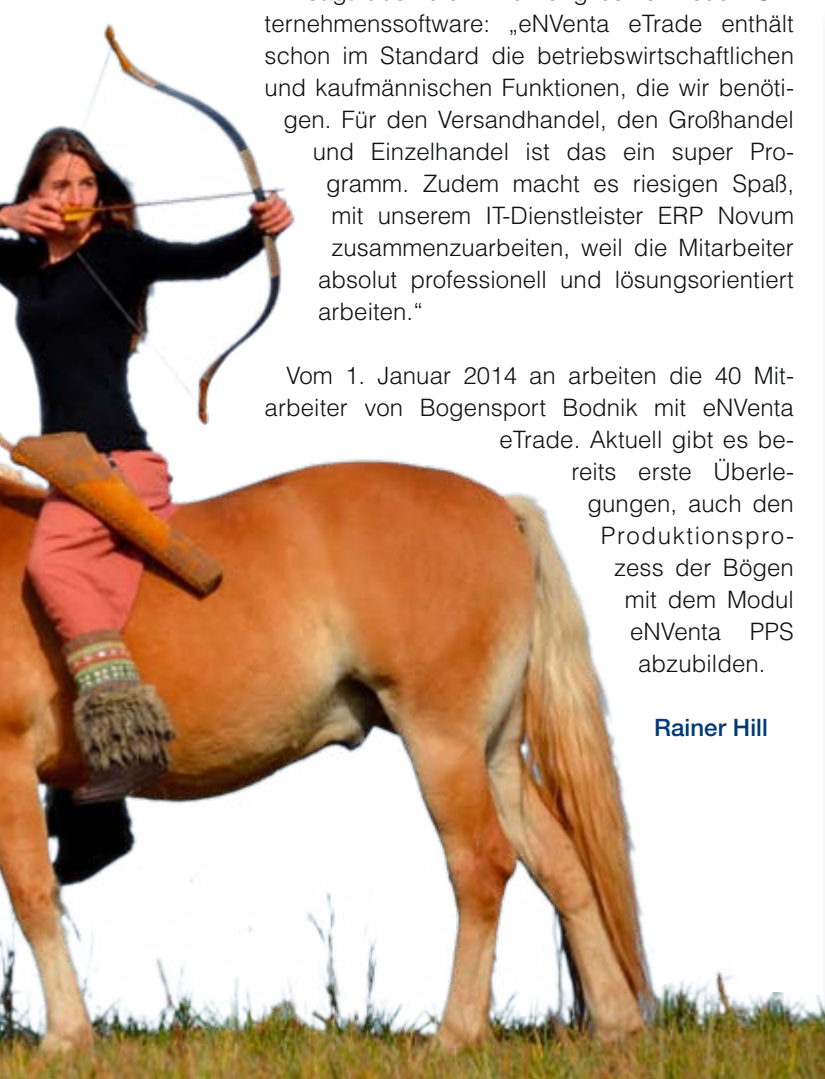 ternehmenssoftware: „eNVenta eTrade enthält
schon im Standard die betriebswirtschaftlichen
und kaufmännischen Funktionen, die wir benöti-
gen. Für den Versandhandel, den Großhandel
und Einzelhandel ist das ein super Pro-
gramm. Zudem macht es riesigen Spaß,
mit unserem IT-Dienstleister ERP Novum
zusammenzuarbeiten, weil die Mitarbeiter
absolut professionell und lösungsorientiert
arbeiten.“
Vom 1. Januar 2014 an arbeiten die 40 Mit-
arbeiter von Bogensport Bodnik mit eNVenta
eTrade. Aktuell gibt es be-
reits erste Überle-
gungen, auch den
Produktionspro-
zess der Bögen
mit dem Modul
eNVenta PPS
abzubilden.
Rainer Hill